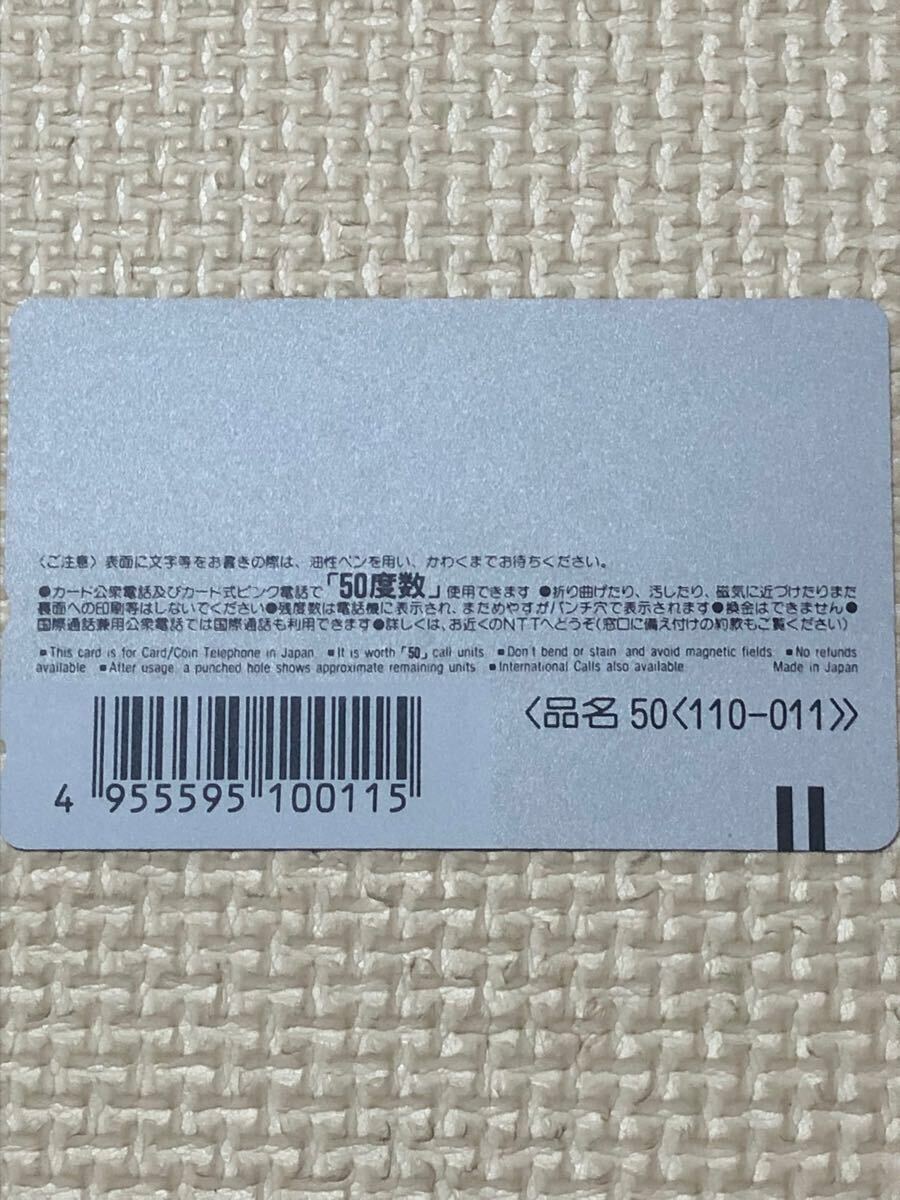 〈ご注意〉表面に文字等をお書きの際は、油性ペンを用い、かわくまでお待ちください。
●カード公衆電話及びカード式ピンク電話で「50度数」使用できます ●折り曲げたり、汚したり、磁気に近づけたりまた
裏面への印刷等はしないでください●残度数は電話機に表示され、まためやすがパンチ穴で表示されます●換金はできません●
国際通話兼用公衆電話では国際通話も利用できます●詳しくは、お近くのNTTへどうぞ(窓口に備え付けの約款もご覧ください)
■This card is for Card/Coin Telephone in Japan. ■It is worth「50」call units ■Don't bend or stain and avoid magnetic fields. ■No refunds
available ■After usage, a punched hole shows approximate remaining units ■International Calls also available Made in Japan
〈品名 50〈110-011〉〉
4 955595 100115